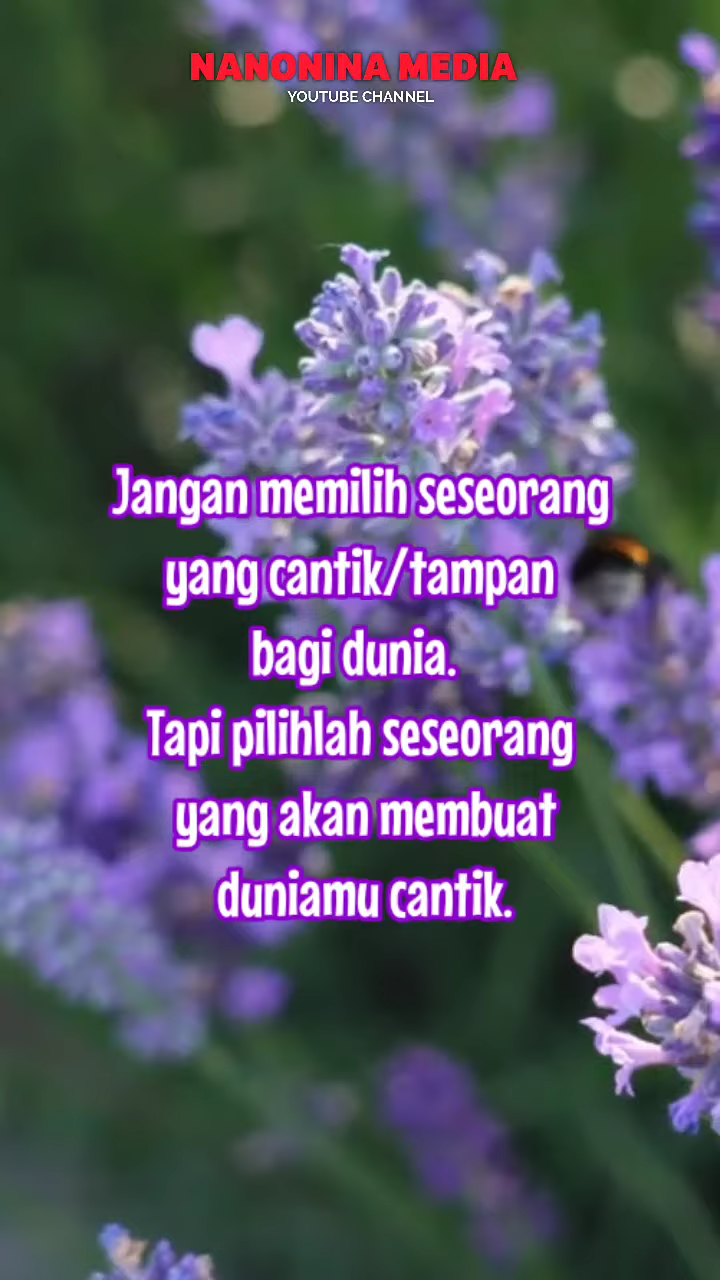 NANONINA MEDIA
YOUTUBE CHANNEL
Jangan memilih seseorang
yang cantik/tampan
bagi dunia.
Tapi pilihlah seseorang
yang akan membuat
duniamu cantik.